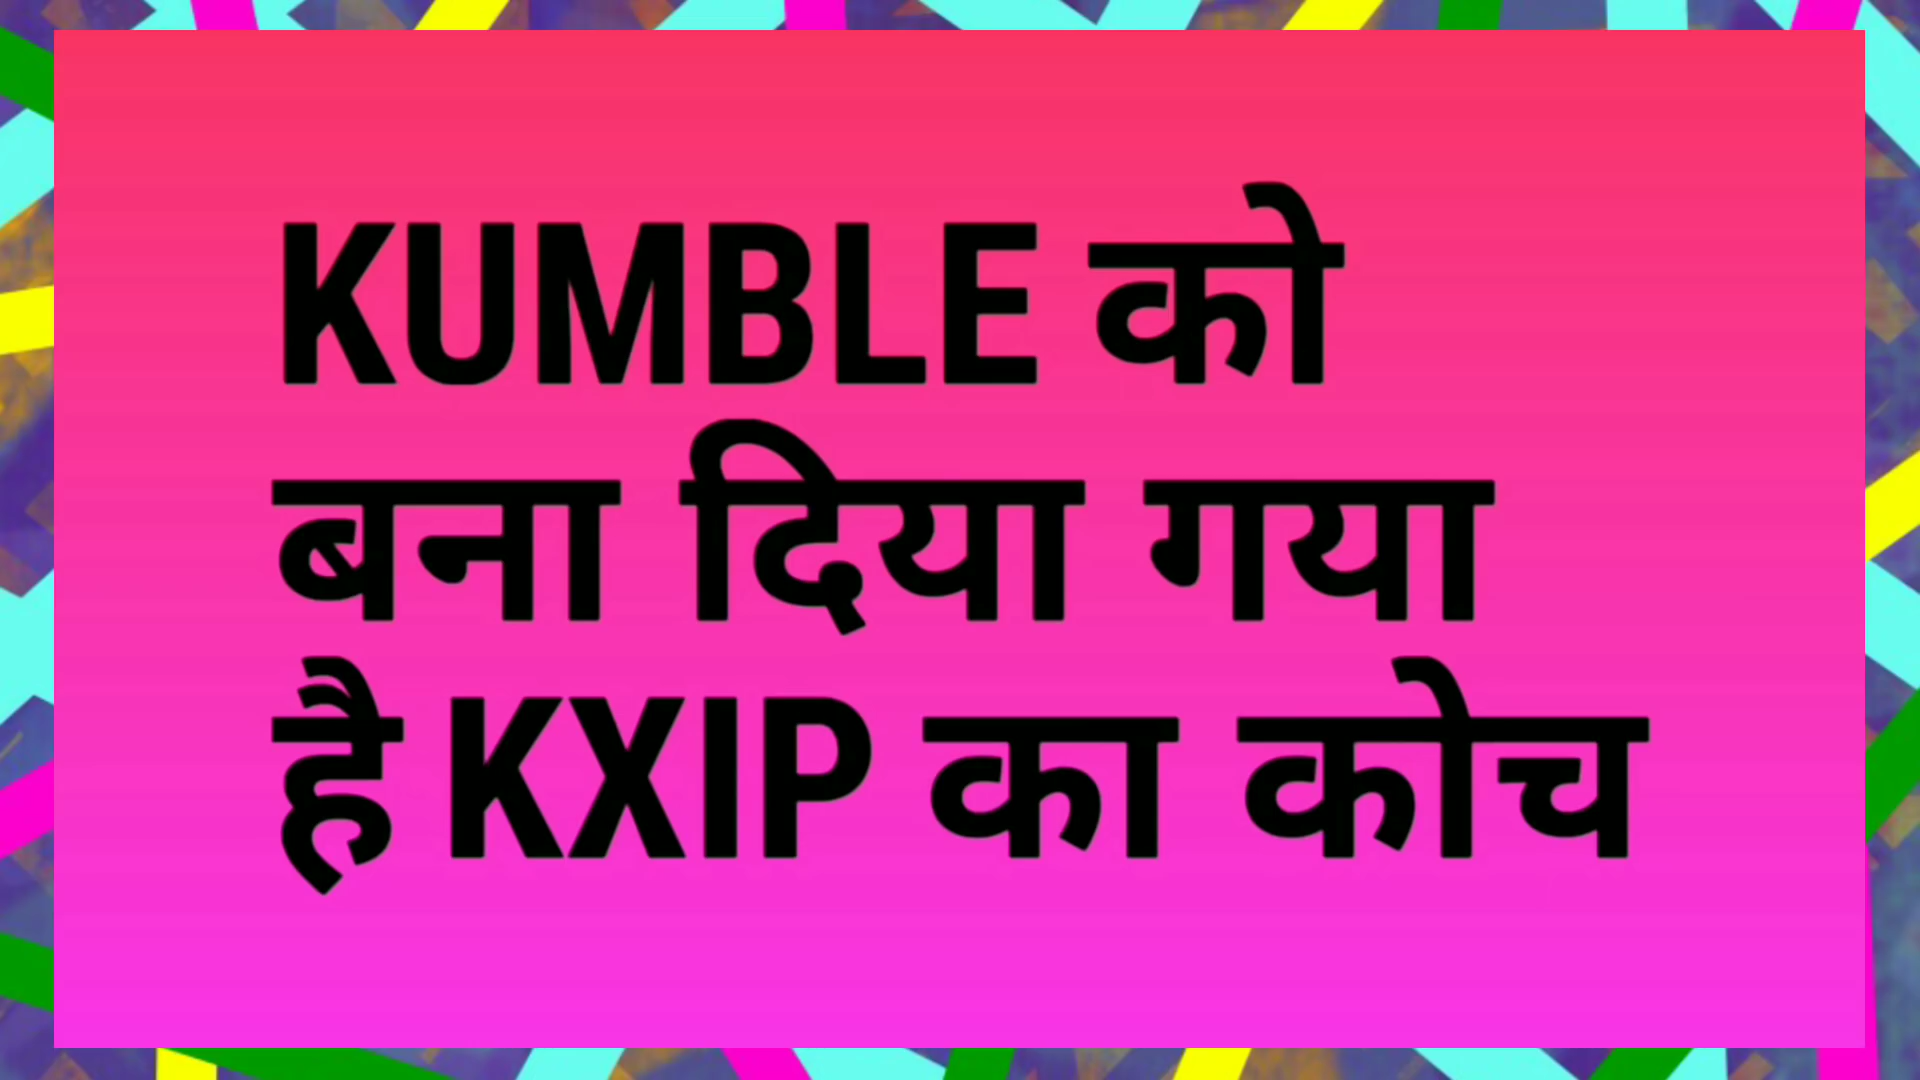 KUMBLE को
बना दिया गया
है KXIP का कोच